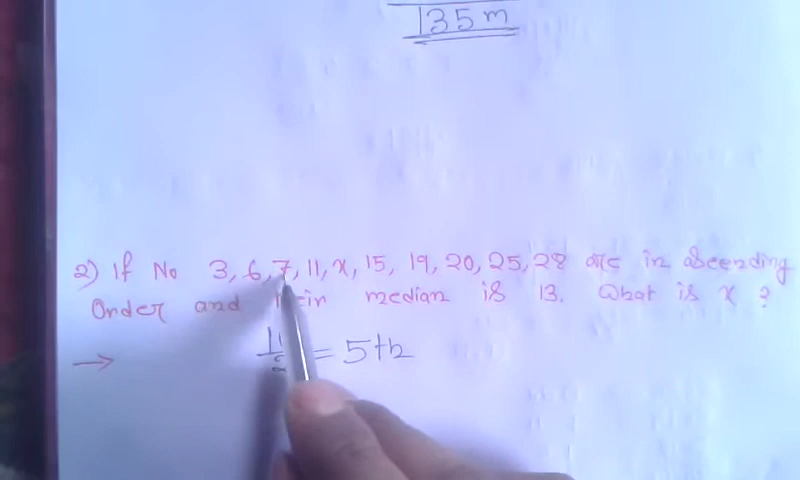 135 m
2) If No 3, 6, 7, 11, x, 15, 19, 20, 25, 28 are in ascending
Order and their median is 13. What is x ?
→ = 5th